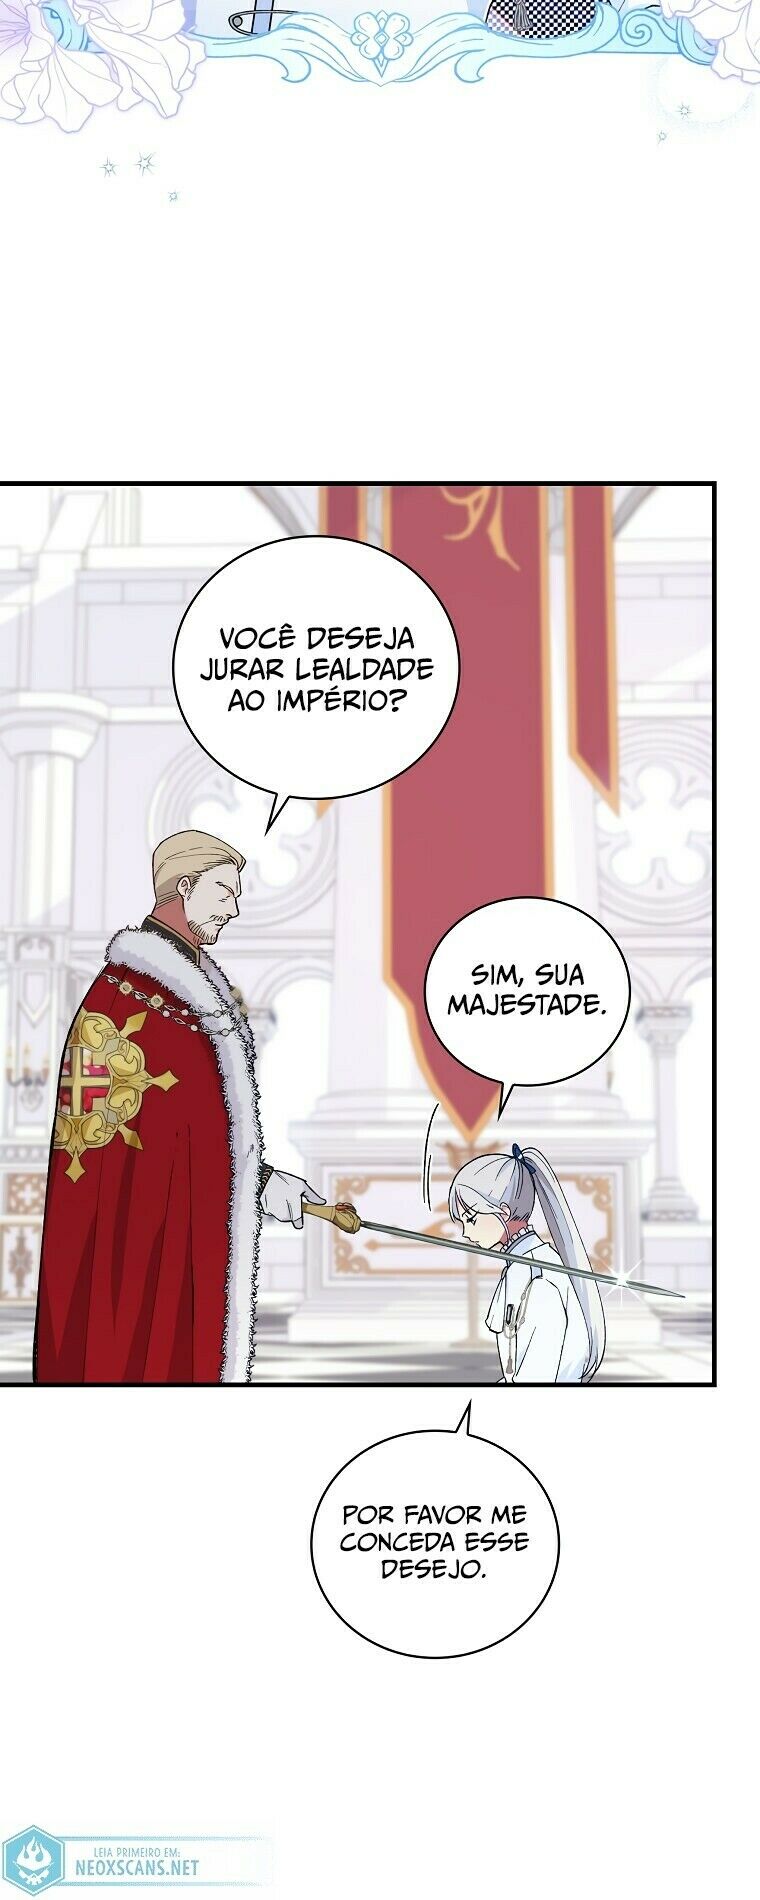 VOCÊ DESEJA
JURAR LEALDADE
AO IMPÉRIO?
SIM, SUA
MAJESTADE.
POR FAVOR ME
CONCEDA ESSE
DESEJO.
LEIA PRIMEIRO EM:
NEOXSCANS.NET